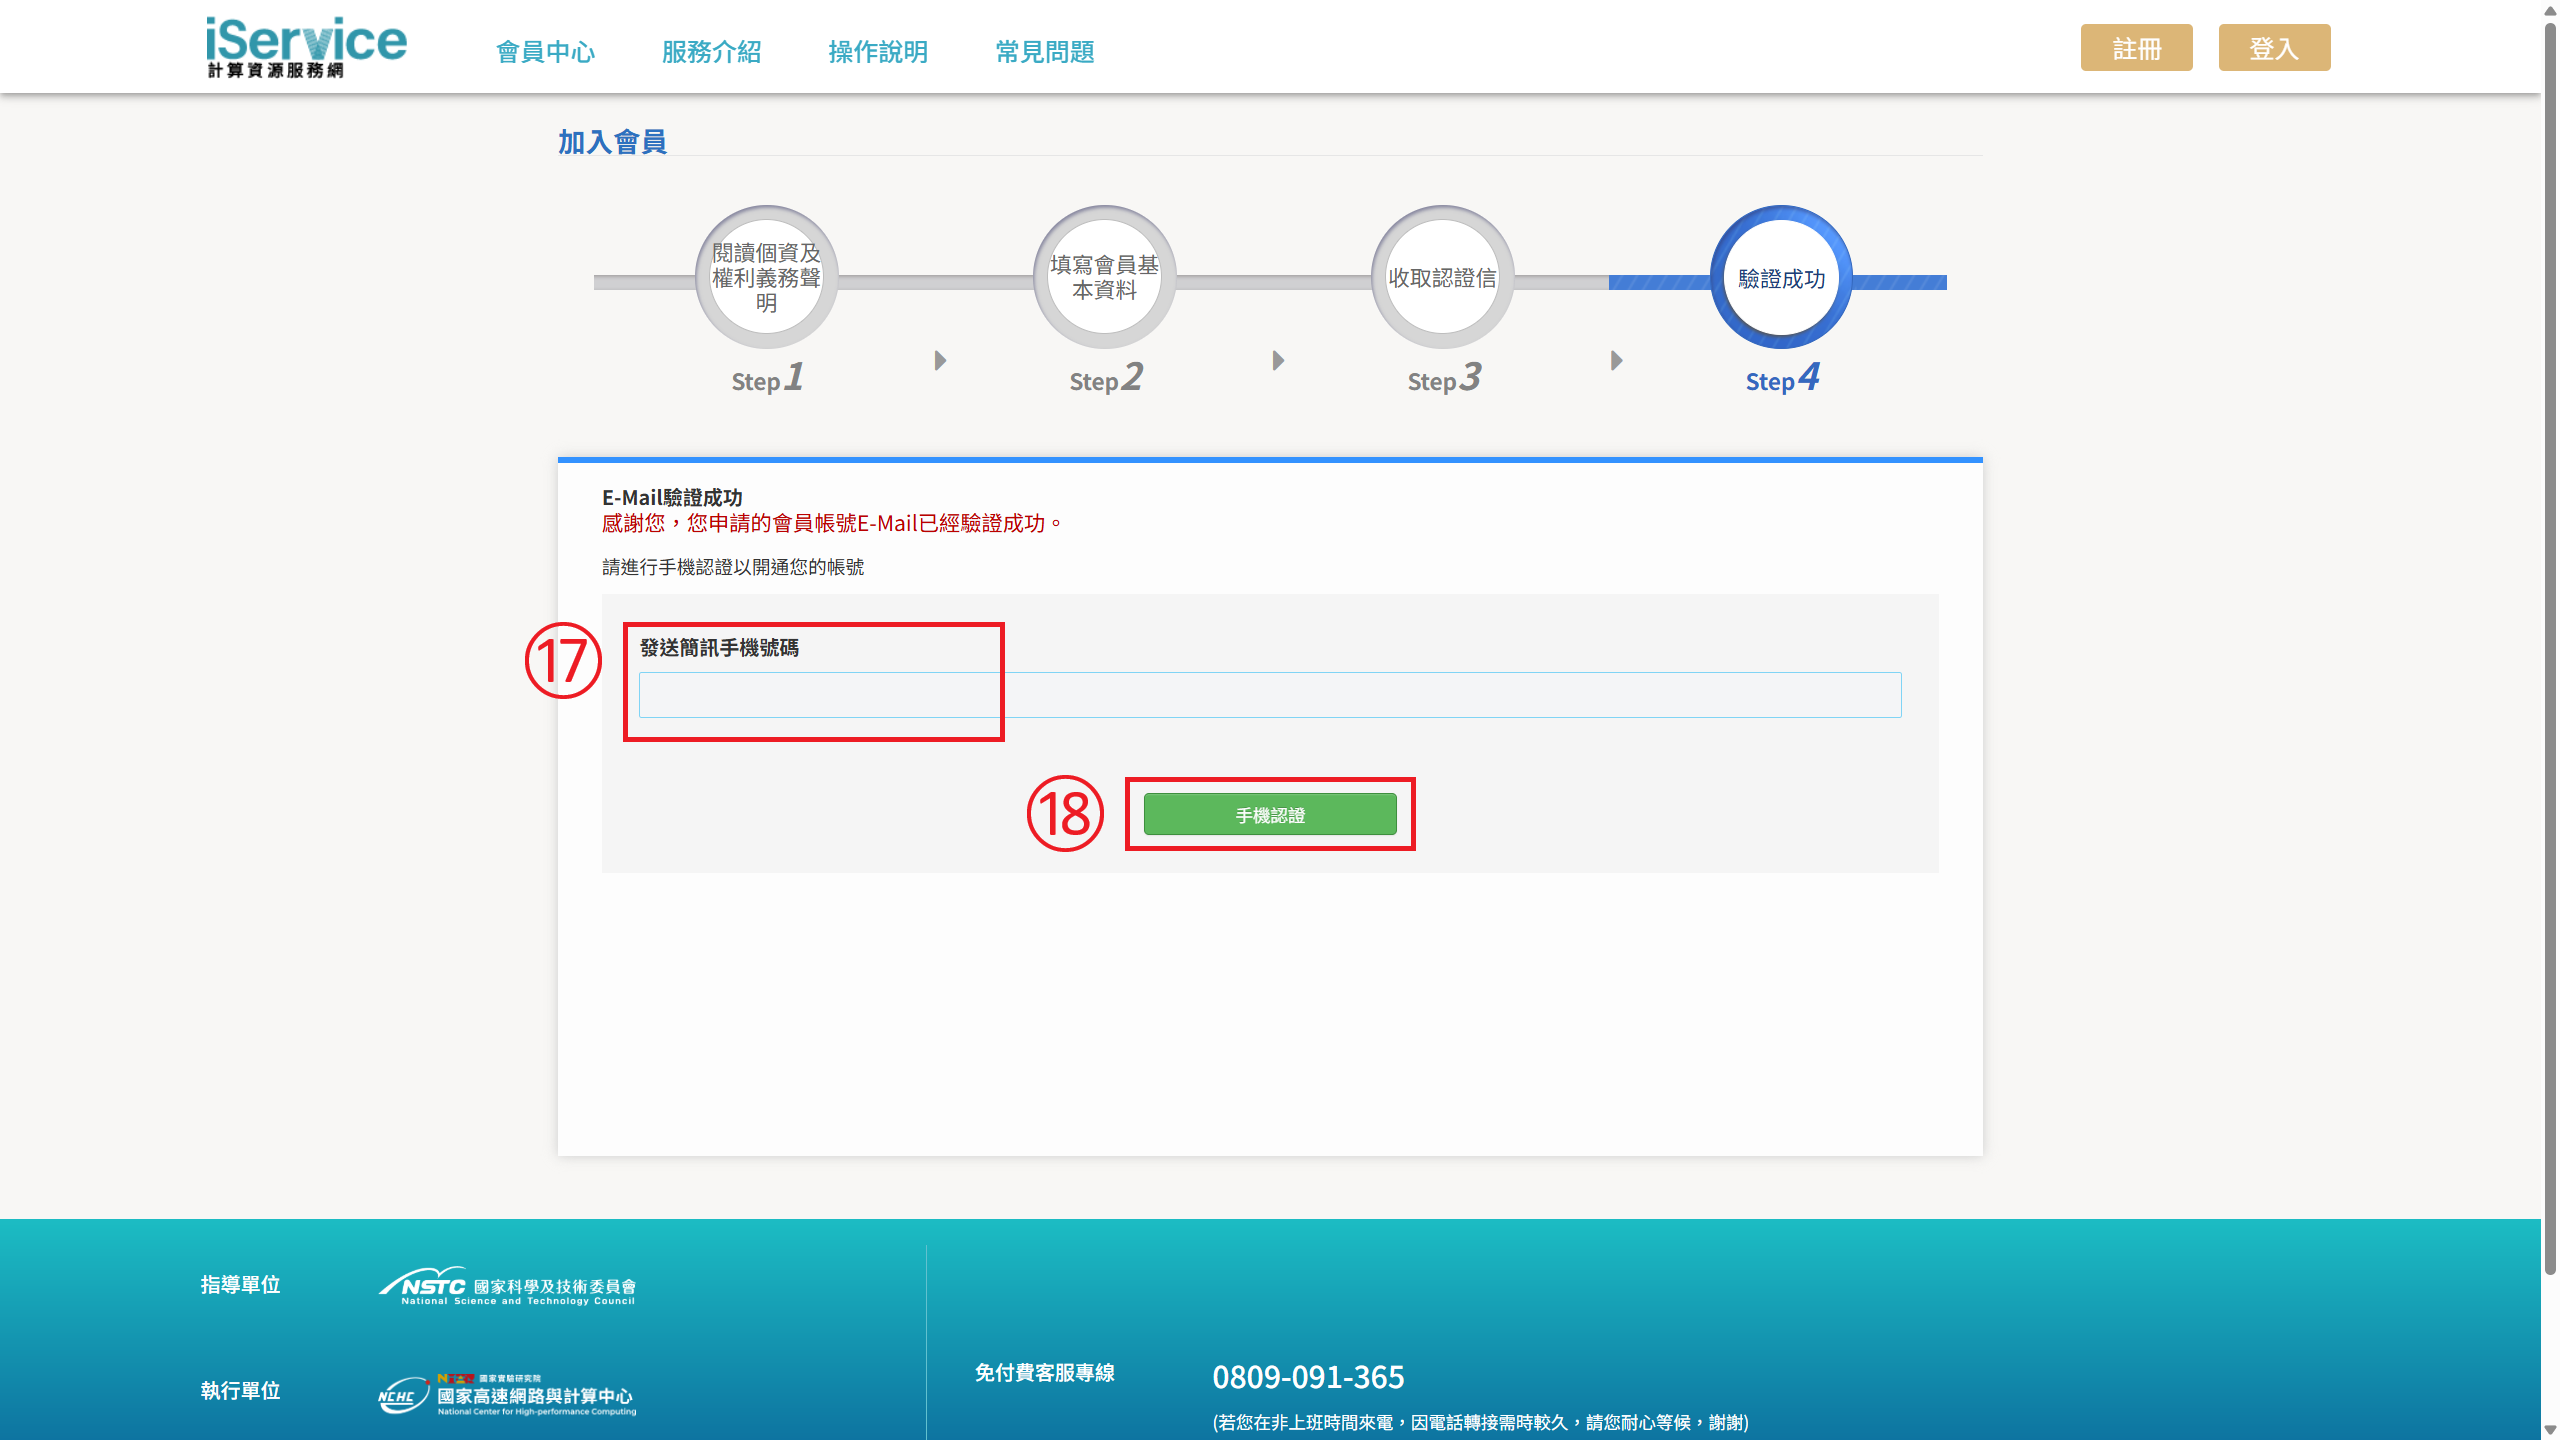 iService
計算資源服務網
會員中心
服務介紹
操作說明
常見問題
註冊
登入
加入會員
閱讀個資及
權利義務聲
明
Step 1
填寫會員基
本資料
Step 2
收取認證信
Step 3
驗證成功
Step 4
E-Mail驗證成功
感謝您，您申請的會員帳號E-Mail已經驗證成功。
請進行手機認證以開通您的帳號
⑰
發送簡訊手機號碼
⑱
手機認證
指導單位
NSTC 國家科學及技術委員會
National Science and Technology Council
執行單位
NCHC
國家實驗研究院
國家高速網路與計算中心
National Center for High-performance Computing
免付費客服專線
0809-091-365
(若您在非上班時間來電，因電話轉接需時較久，請您耐心等候，謝謝)